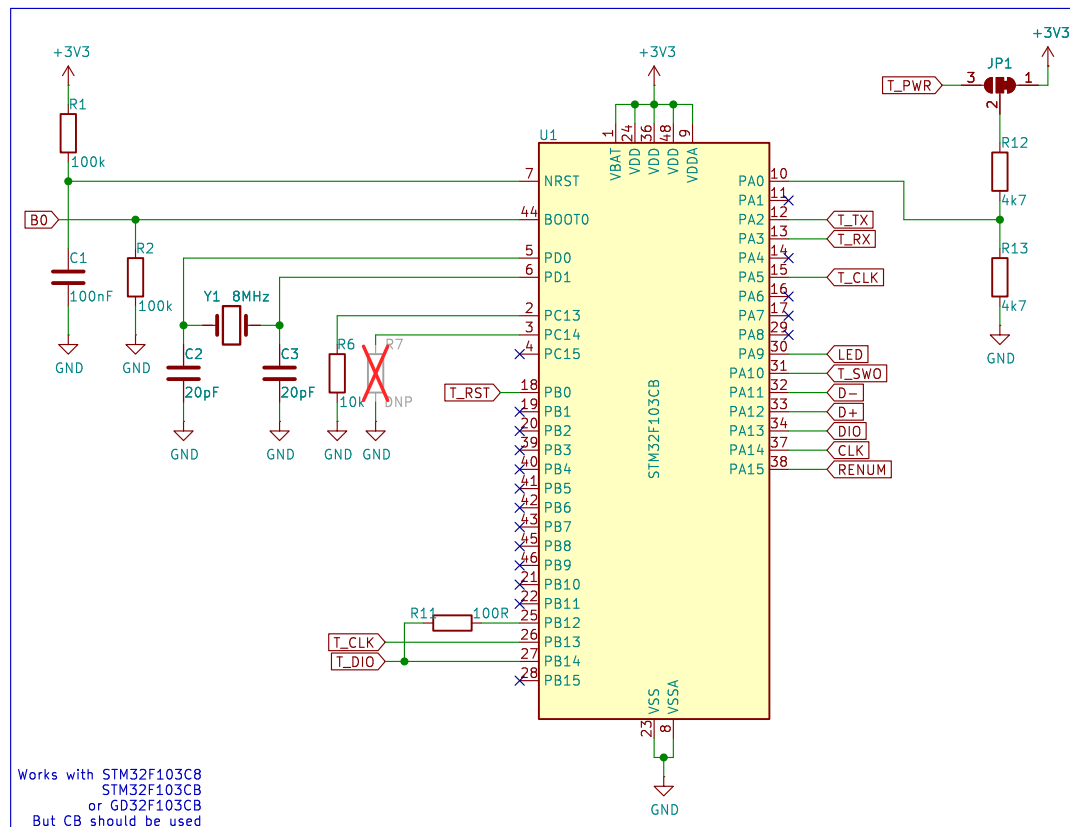 +3V3
+3V3
+3V3
JP1
T_PWR
3
1
2
R1
100k
U1
1
24
36
48
9
VBAT
VDD
VDD
VDD
VDDA
R12
4k7
7
NRST
PA0
10
PA1
11
B0
44
BOOT0
PA2
12
T_TX
PA3
13
T_RX
R2
100k
C1
100nF
5
PD0
PA4
14
6
PD1
PA5
15
T_CLK
R13
4k7
Y1
8MHz
PA6
16
2
PC13
PA7
17
3
PC14
PA8
29
4
PC15
PA9
30
LED
GND
GND
GND
C2
20pF
C3
20pF
R6
10k
R7
DNP
PA10
31
T_SWO
T_RST
18
PB0
PA11
32
D-
19
PB1
PA12
33
D+
20
PB2
PA13
34
DIO
39
PB3
PA14
37
CLK
40
PB4
PA15
38
RENUM
STM32F103CB
GND
GND
GND
GND
41
PB5
42
PB6
43
PB7
45
PB8
46
PB9
21
PB10
22
PB11
R11
100R
25
PB12
T_CLK
26
PB13
T_DIO
27
PB14
28
PB15
VSS
VSSA
23
8
GND
Works with STM32F103C8
STM32F103CB
or GD32F103CB
But CB should be used